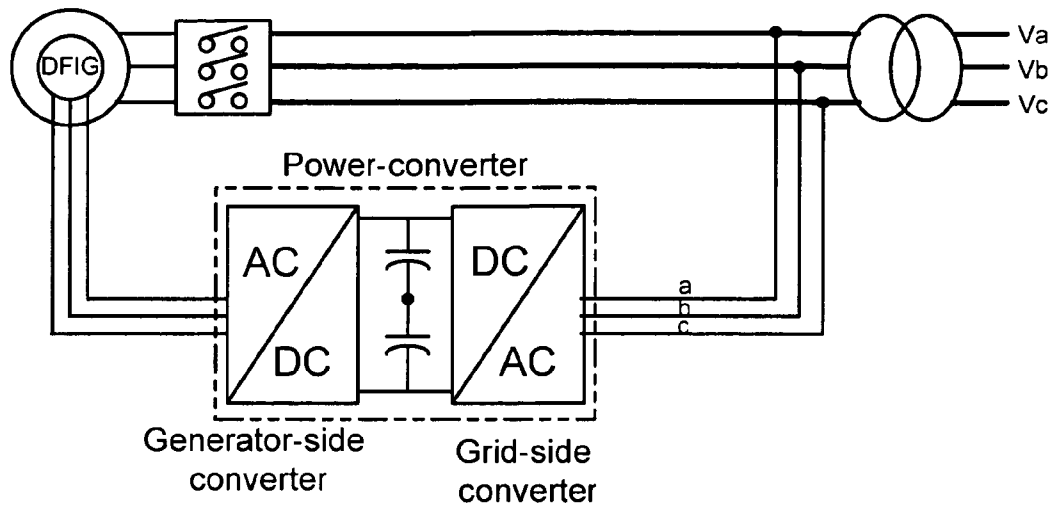 DFIG
Va
Vb
Vc
Power-converter
AC
DC
DC
AC
a
b
c
Generator-side
converter
Grid-side
converter